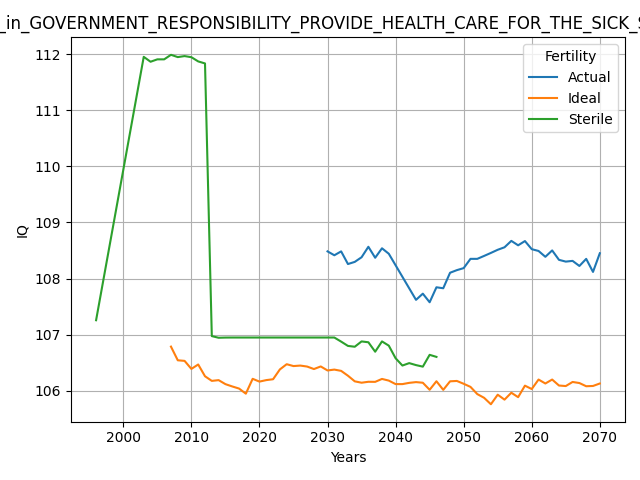 _in_GOVERNMENT_RESPONSIBILITY_PROVIDE_HEALTH_CARE_FOR_THE_SICK_
Fertility
Actual
Ideal
Sterile
112
111
110
109
108
107
106
IQ
2000
2010
2020
2030
2040
2050
2060
2070
Years